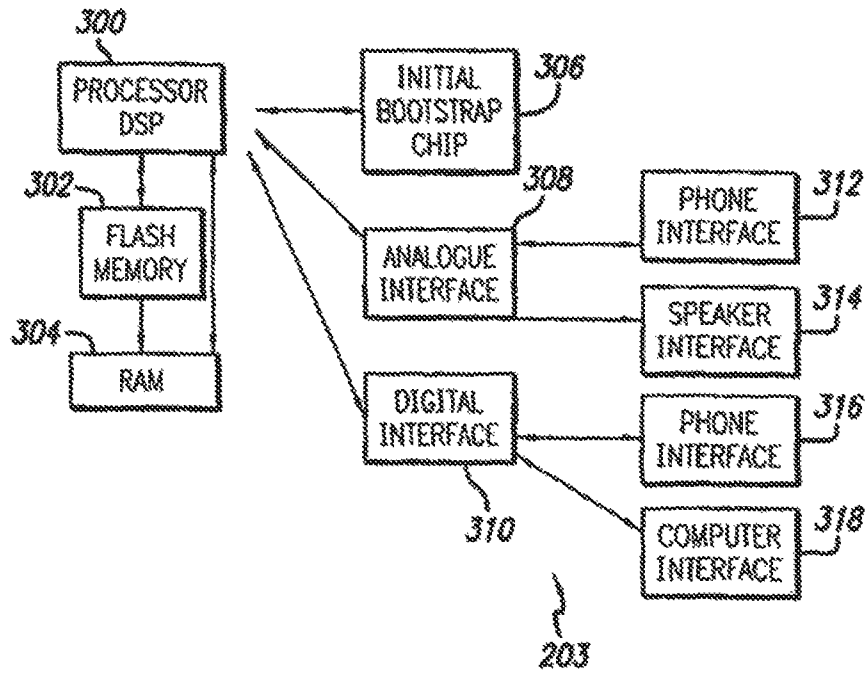 300
PROCESSOR
DSP
302
FLASH
MEMORY
304
RAM
INITIAL
BOOTSTRAP
CHIP
306
308
ANALOGUE
INTERFACE
DIGITAL
INTERFACE
310
PHONE
INTERFACE
312
SPEAKER
INTERFACE
314
PHONE
INTERFACE
316
COMPUTER
INTERFACE
318
203